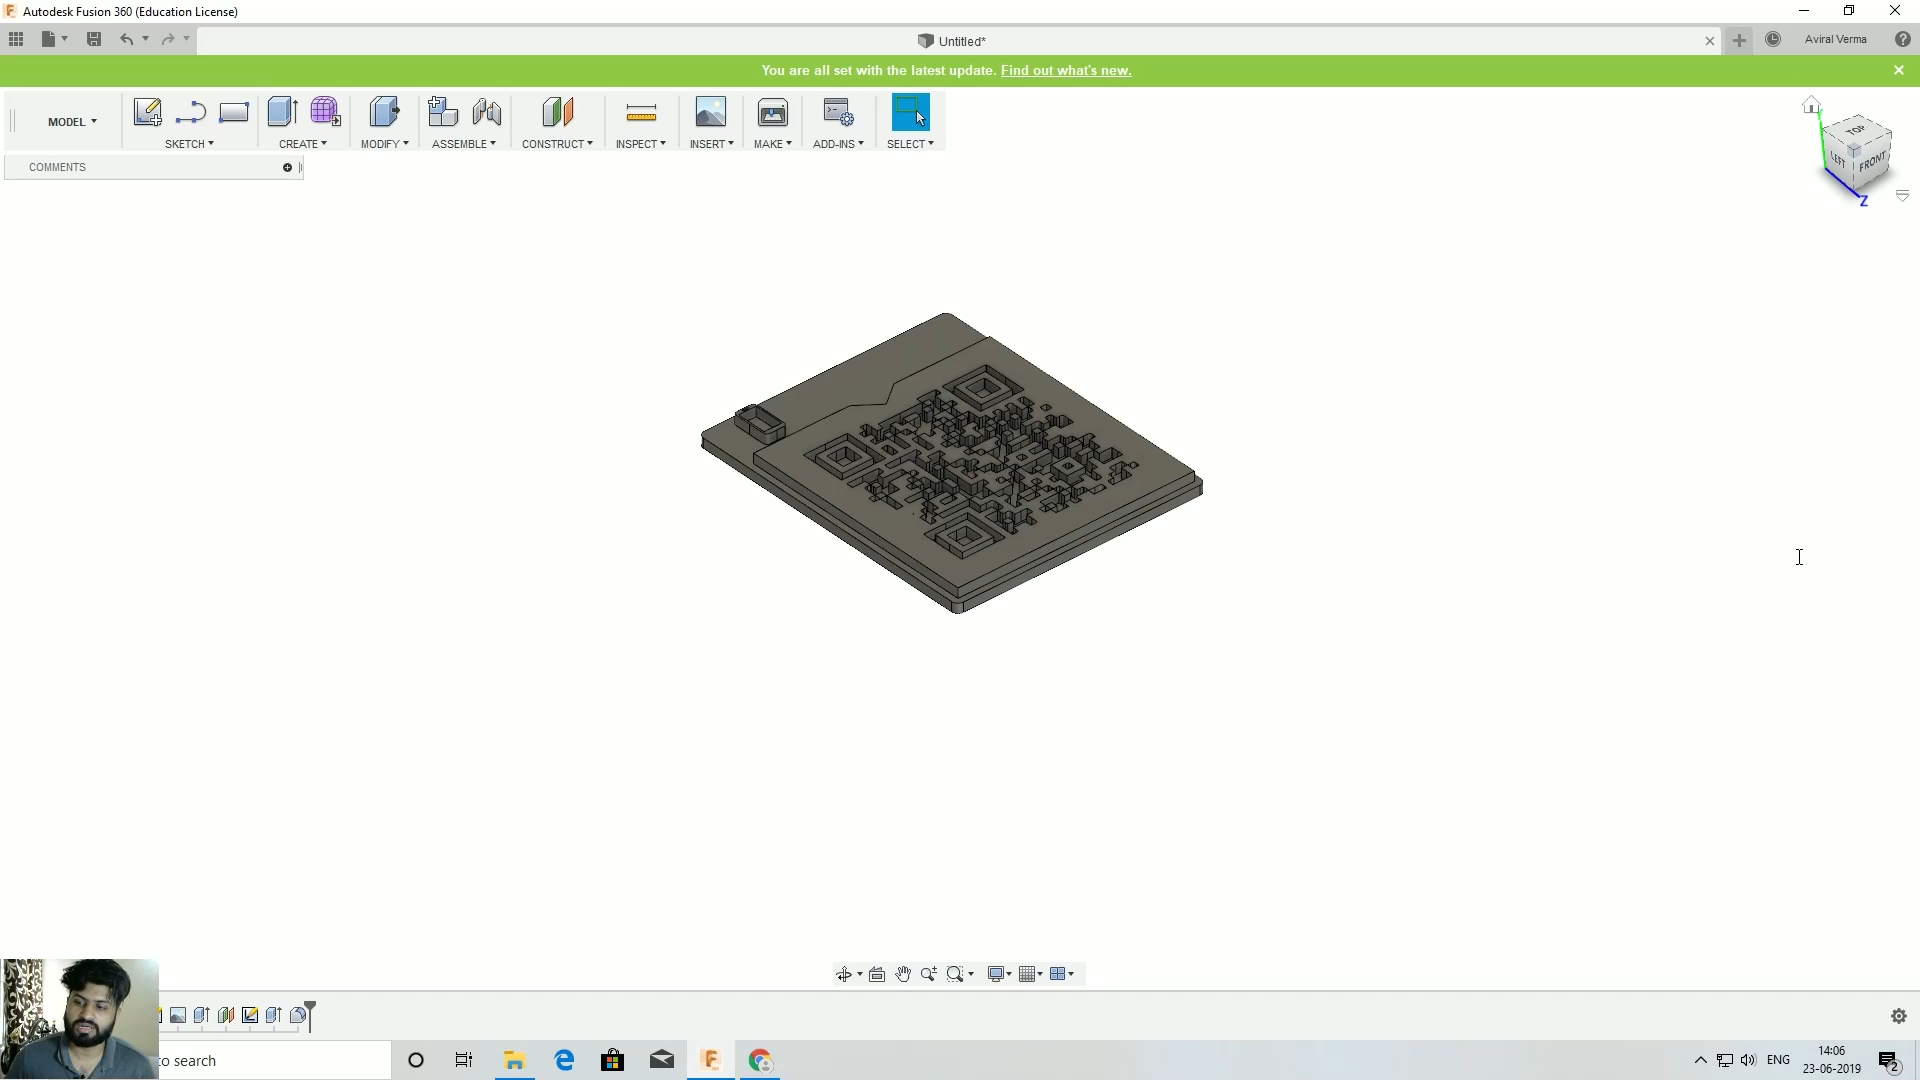 Autodesk Fusion 360 (Education License)
Untitled*
Aviral Verma
You are all set with the latest update. Find out what's new.
MODEL
SKETCH
CREATE
MODIFY
ASSEMBLE
CONSTRUCT
INSPECT
INSERT
MAKE
ADD-INS
SELECT
COMMENTS
TOP
LEFT
FRONT
Z
to search
ENG
14:06
23-06-2019
2